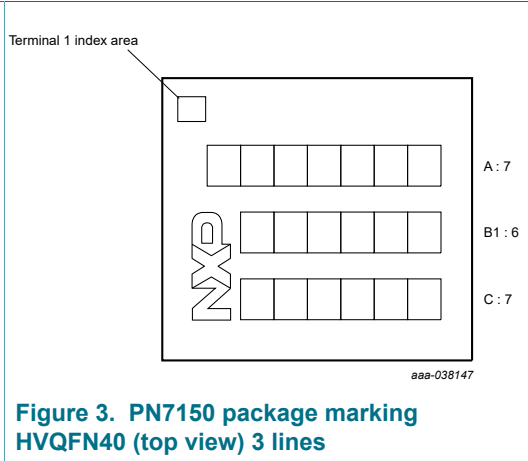 Terminal 1 index area
A : 7
B1 : 6
NXP
C : 7
aaa-038147
Figure 3. PN7150 package marking
HVQFN40 (top view) 3 lines